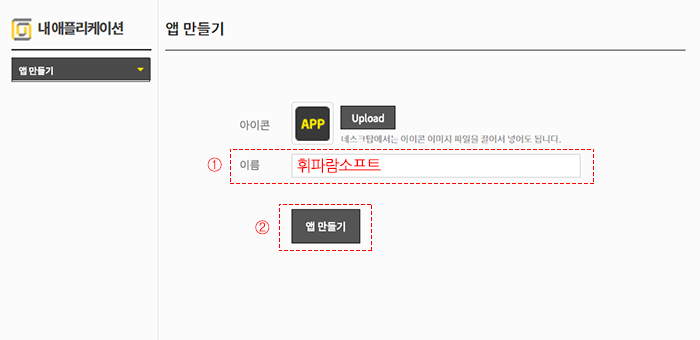 내 애플리케이션
앱 만들기
앱 만들기
아이콘
APP
Upload
데스크탑에서는 아이콘 이미지 파일을 끌어서 넣어도 됩니다.
① 이름
휘파람소프트
② 앱 만들기